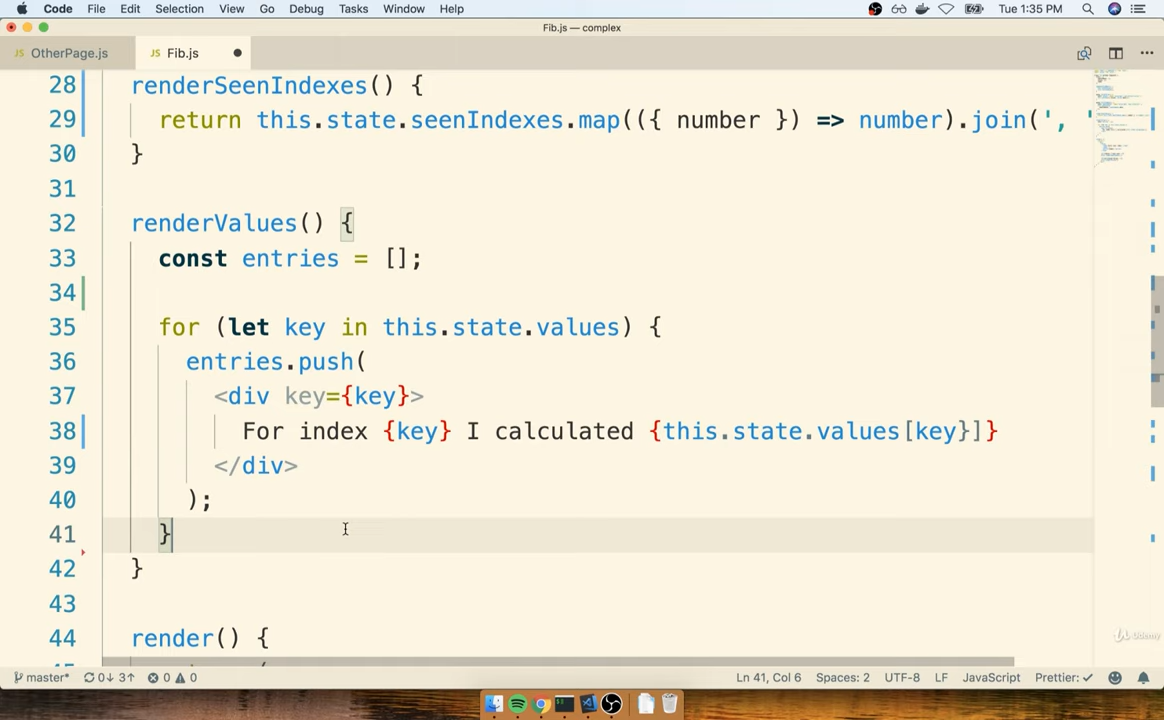 Code File Edit Selection View Go Debug Tasks Window Help Tue 1:35 PM
Fib.js — complex
JS OtherPage.js JS Fib.js
28 renderSeenIndexes() {
29 return this.state.seenIndexes.map(({ number }) => number).join(', '
30 }
31
32 renderValues() {
33 const entries = [];
34
35 for (let key in this.state.values) {
36 entries.push(
37 <div key={key}>
38 For index {key} I calculated {this.state.values[key}]}
39 </div>
40 );
41 }
42 }
43
44 render() {
master* 0↓ 3↑ 0 0 Ln 41, Col 6 Spaces: 2 UTF-8 LF JavaScript Prettier: ✓
Udemy